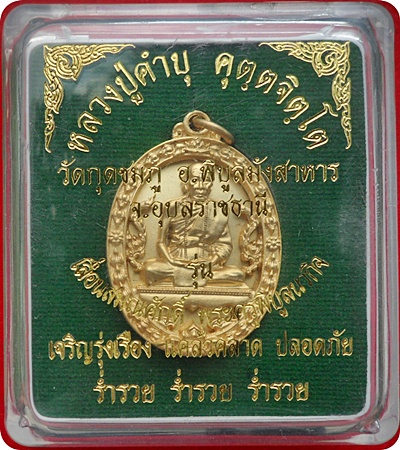 หลวงปู่คำบุ คุตฺตจิตฺโต
วัดกุดชมภู อ.พิบูลมังสาหาร
จ.อุบลราชธานี
รุ่น
เจริญรุ่งเรือง แคล้วคลาด ปลอดภัย
ร่ำรวย ร่ำรวย ร่ำรวย